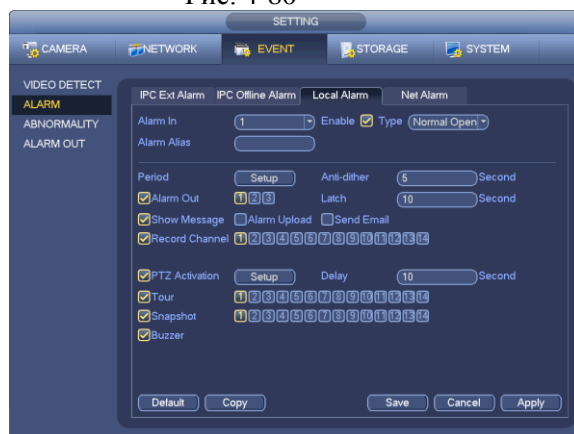 Рис. 4-80
SETTING
CAMERA NETWORK EVENT STORAGE SYSTEM
VIDEO DETECT
ALARM
ABNORMALITY
ALARM OUT
IPC Ext Alarm IPC Offline Alarm Local Alarm Net Alarm
Alarm In 1 Enable Type Normal Open
Alarm Alias
Period Setup Anti-dither 5 Second
Alarm Out 1 2 3 Latch 10 Second
Show Message Alarm Upload Send Email
Record Channel 1 2 3 4 5 6 7 8 9 10 11 12 13 14
PTZ Activation Setup Delay 10 Second
Tour 1 2 3 4 5 6 7 8 9 10 11 12 13 14
Snapshot 1 2 3 4 5 6 7 8 9 10 11 12 13 14
Buzzer
Default Copy Save Cancel Apply